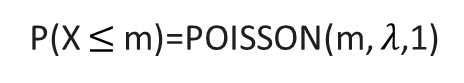 P(X ≤ m)=POISSON(m, λ,1)